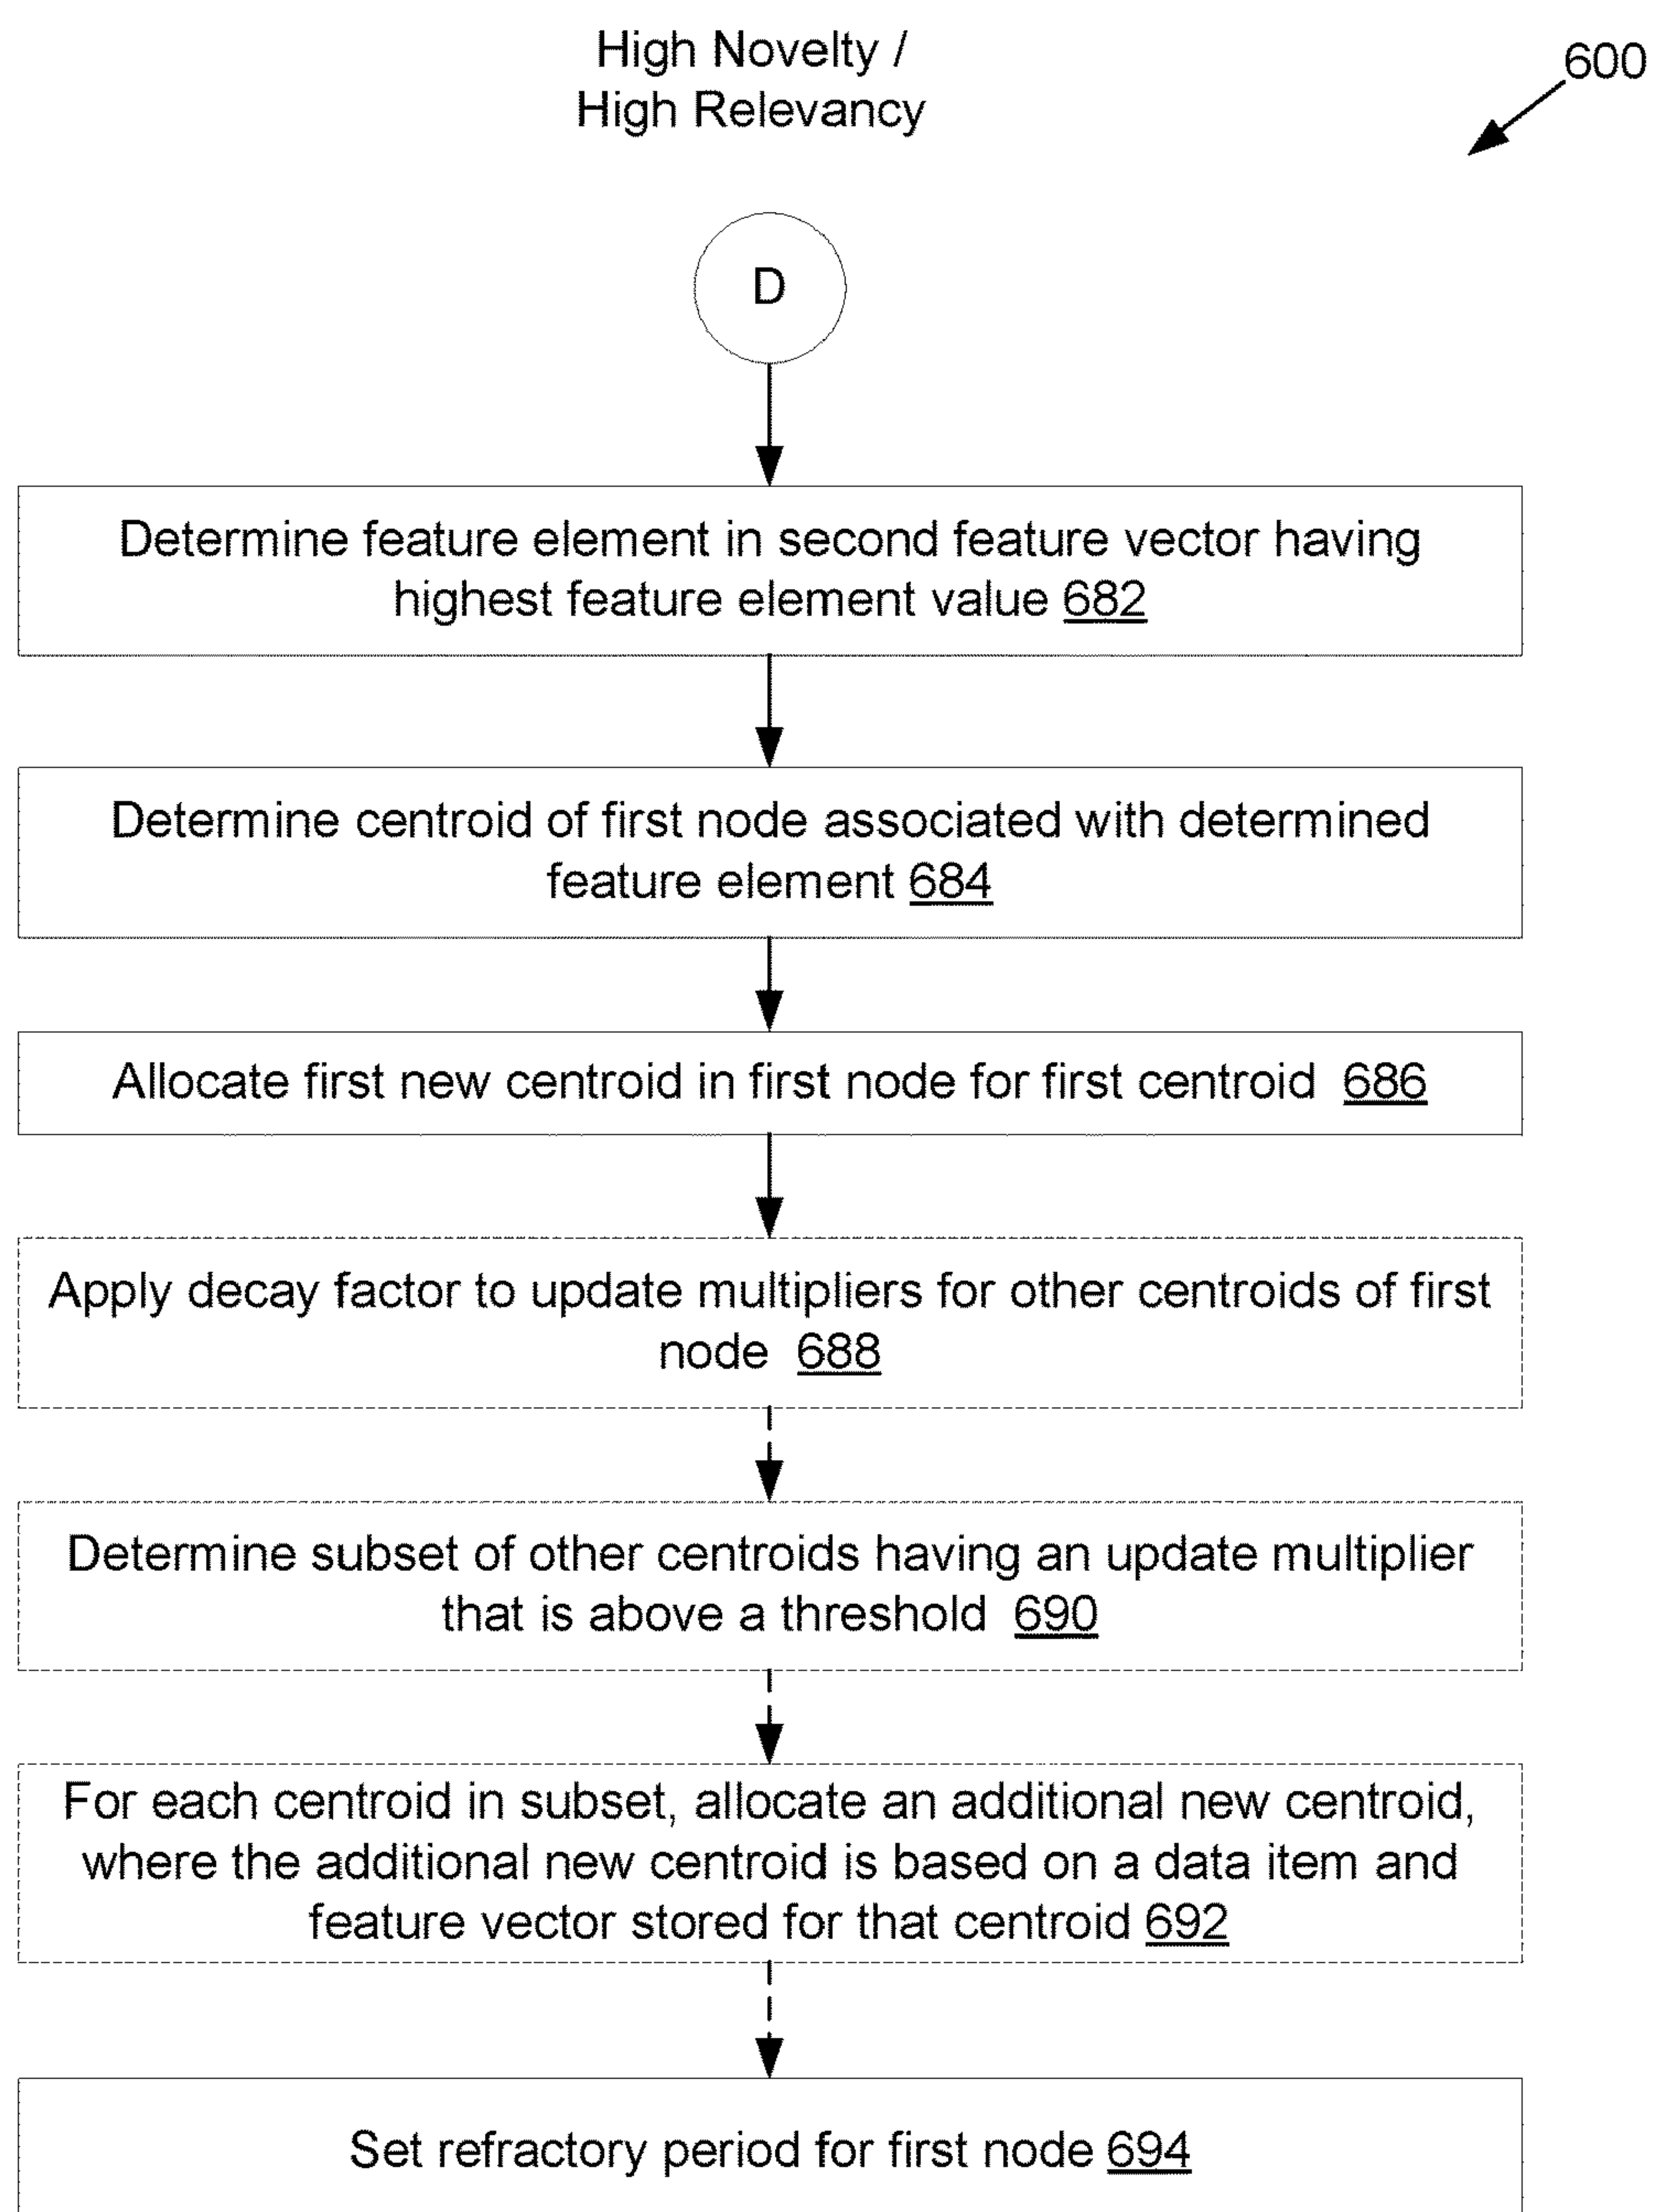 High Novelty /
High Relevancy
600
D
Determine feature element in second feature vector having
highest feature element value 682
Determine centroid of first node associated with determined
feature element 684
Allocate first new centroid in first node for first centroid 686
Apply decay factor to update multipliers for other centroids of first
node 688
Determine subset of other centroids having an update multiplier
that is above a threshold 690
For each centroid in subset, allocate an additional new centroid,
where the additional new centroid is based on a data item and
feature vector stored for that centroid 692
Set refractory period for first node 694